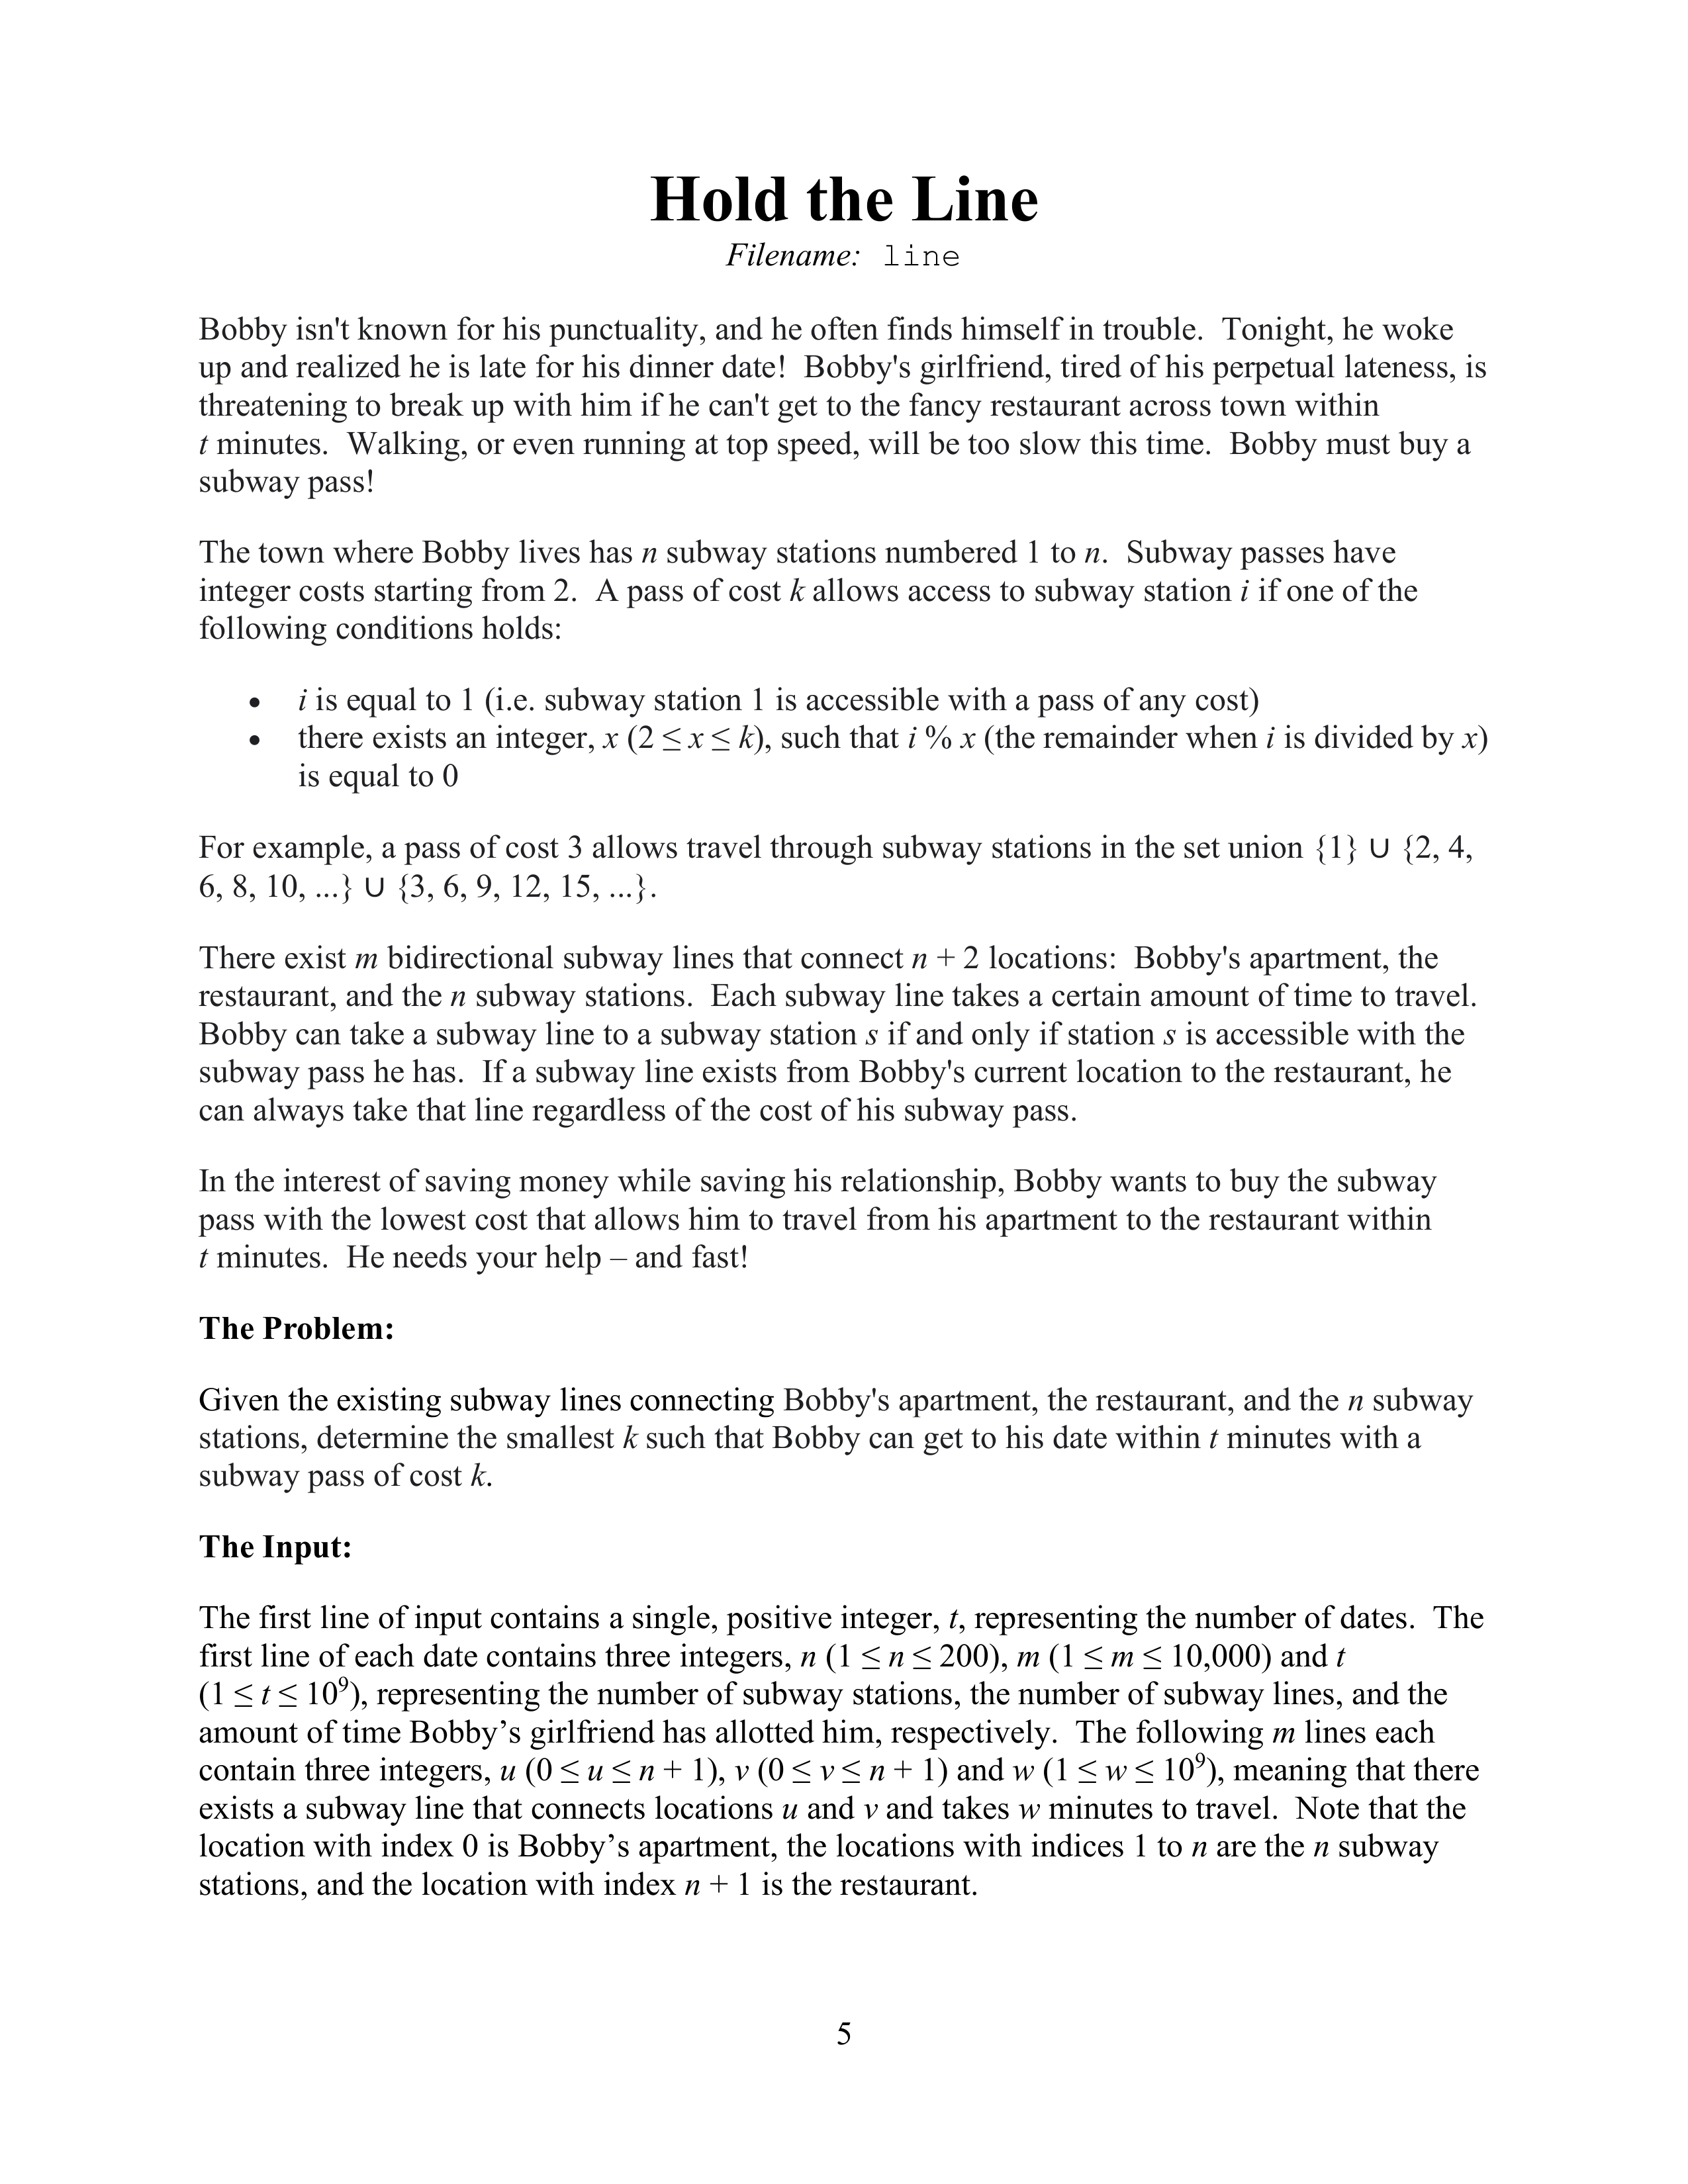 Hold the Line
Filename: line
Bobby isn't known for his punctuality, and he often finds himself in trouble. Tonight, he woke
up and realized he is late for his dinner date! Bobby's girlfriend, tired of his perpetual lateness, is
threatening to break up with him if he can't get to the fancy restaurant across town within
t minutes. Walking, or even running at top speed, will be too slow this time. Bobby must buy a
subway pass!
The town where Bobby lives has n subway stations numbered 1 to n. Subway passes have
integer costs starting from 2. A pass of cost k allows access to subway station i if one of the
following conditions holds:
• i is equal to 1 (i.e. subway station 1 is accessible with a pass of any cost)
• there exists an integer, x (2 ≤ x ≤ k), such that i % x (the remainder when i is divided by x)
is equal to 0
For example, a pass of cost 3 allows travel through subway stations in the set union {1} ∪ {2, 4,
6, 8, 10, ...} ∪ {3, 6, 9, 12, 15, ...}.
There exist m bidirectional subway lines that connect n + 2 locations: Bobby's apartment, the
restaurant, and the n subway stations. Each subway line takes a certain amount of time to travel.
Bobby can take a subway line to a subway station s if and only if station s is accessible with the
subway pass he has. If a subway line exists from Bobby's current location to the restaurant, he
can always take that line regardless of the cost of his subway pass.
In the interest of saving money while saving his relationship, Bobby wants to buy the subway
pass with the lowest cost that allows him to travel from his apartment to the restaurant within
t minutes. He needs your help – and fast!
The Problem:
Given the existing subway lines connecting Bobby's apartment, the restaurant, and the n subway
stations, determine the smallest k such that Bobby can get to his date within t minutes with a
subway pass of cost k.
The Input:
The first line of input contains a single, positive integer, t, representing the number of dates. The
first line of each date contains three integers, n (1 ≤ n ≤ 200), m (1 ≤ m ≤ 10,000) and t
(1 ≤ t ≤ 10⁹), representing the number of subway stations, the number of subway lines, and the
amount of time Bobby’s girlfriend has allotted him, respectively. The following m lines each
contain three integers, u (0 ≤ u ≤ n + 1), v (0 ≤ v ≤ n + 1) and w (1 ≤ w ≤ 10⁹), meaning that there
exists a subway line that connects locations u and v and takes w minutes to travel. Note that the
location with index 0 is Bobby’s apartment, the locations with indices 1 to n are the n subway
stations, and the location with index n + 1 is the restaurant.
5